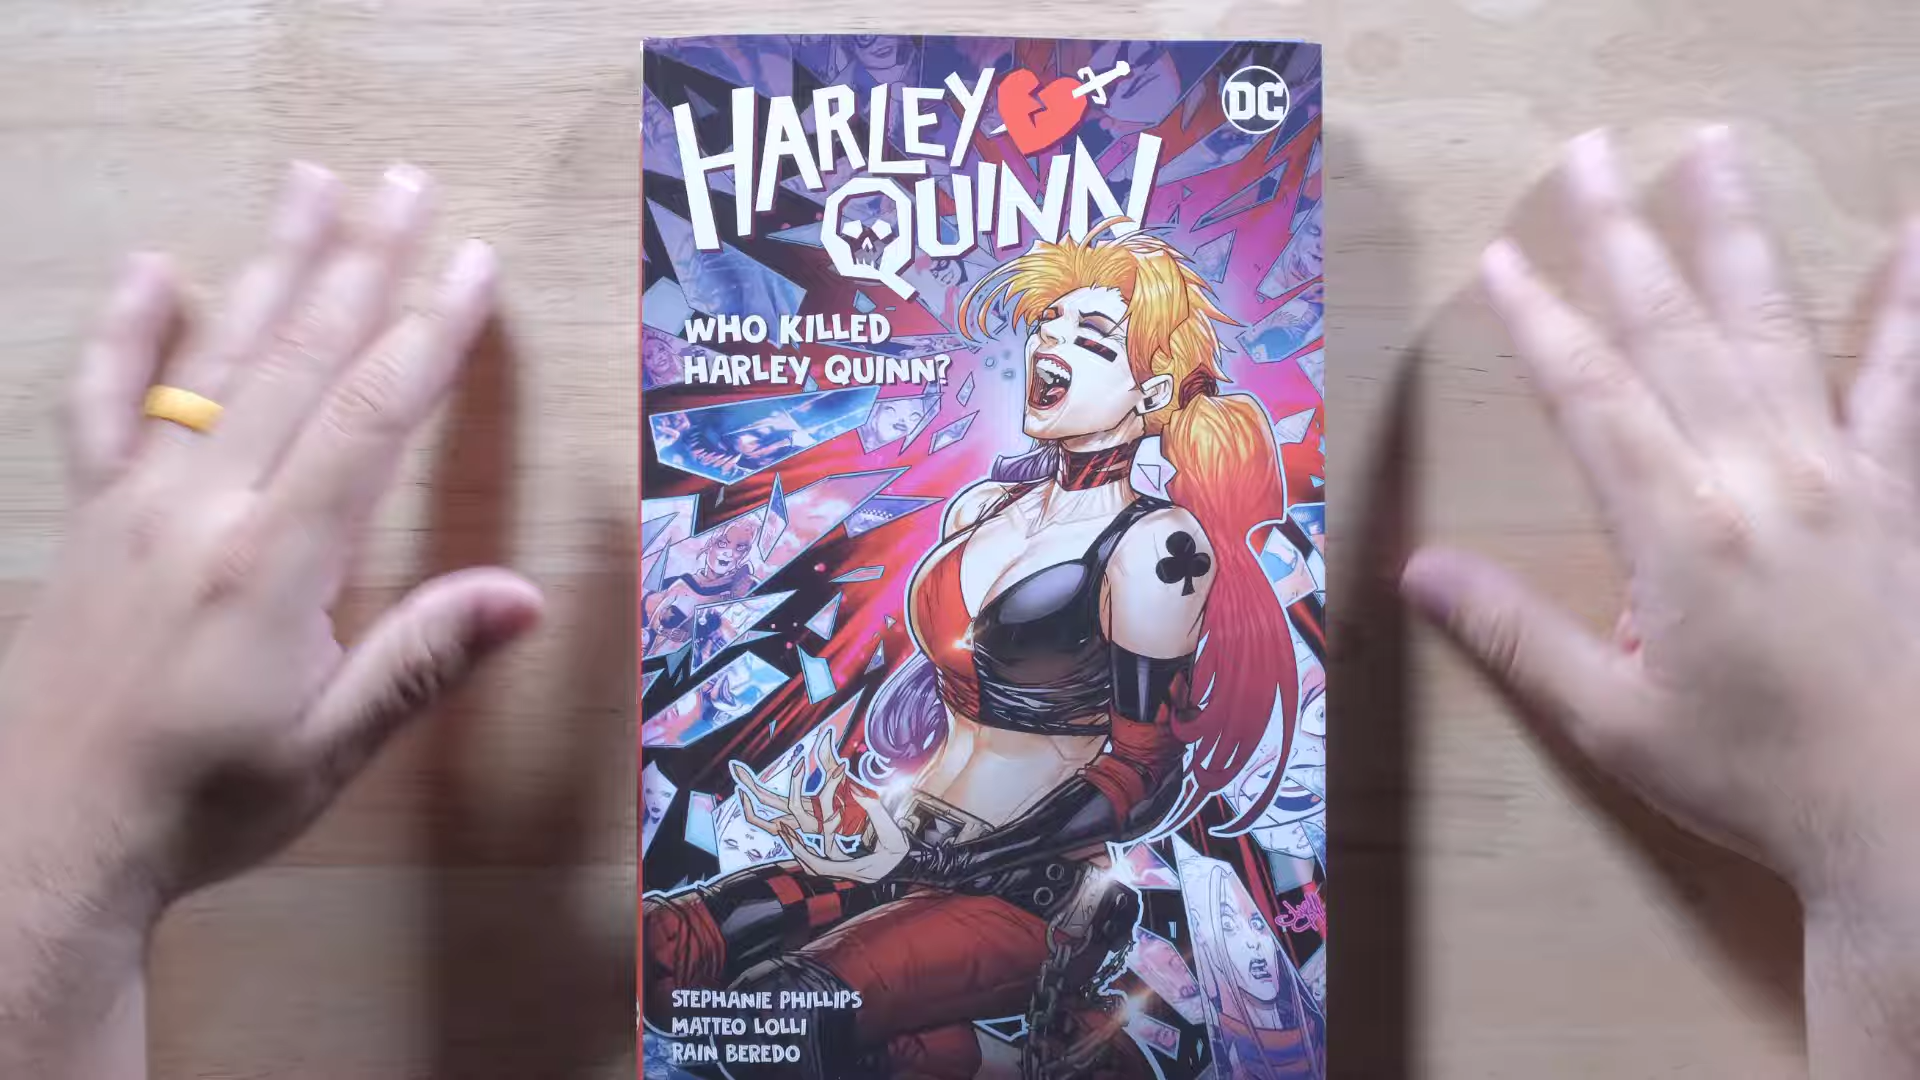 HARLEY
QUINN
DC
WHO KILLED
HARLEY QUINN?
STEPHANIE PHILLIPS
MATTEO LOLLI
RAIN BEREDO